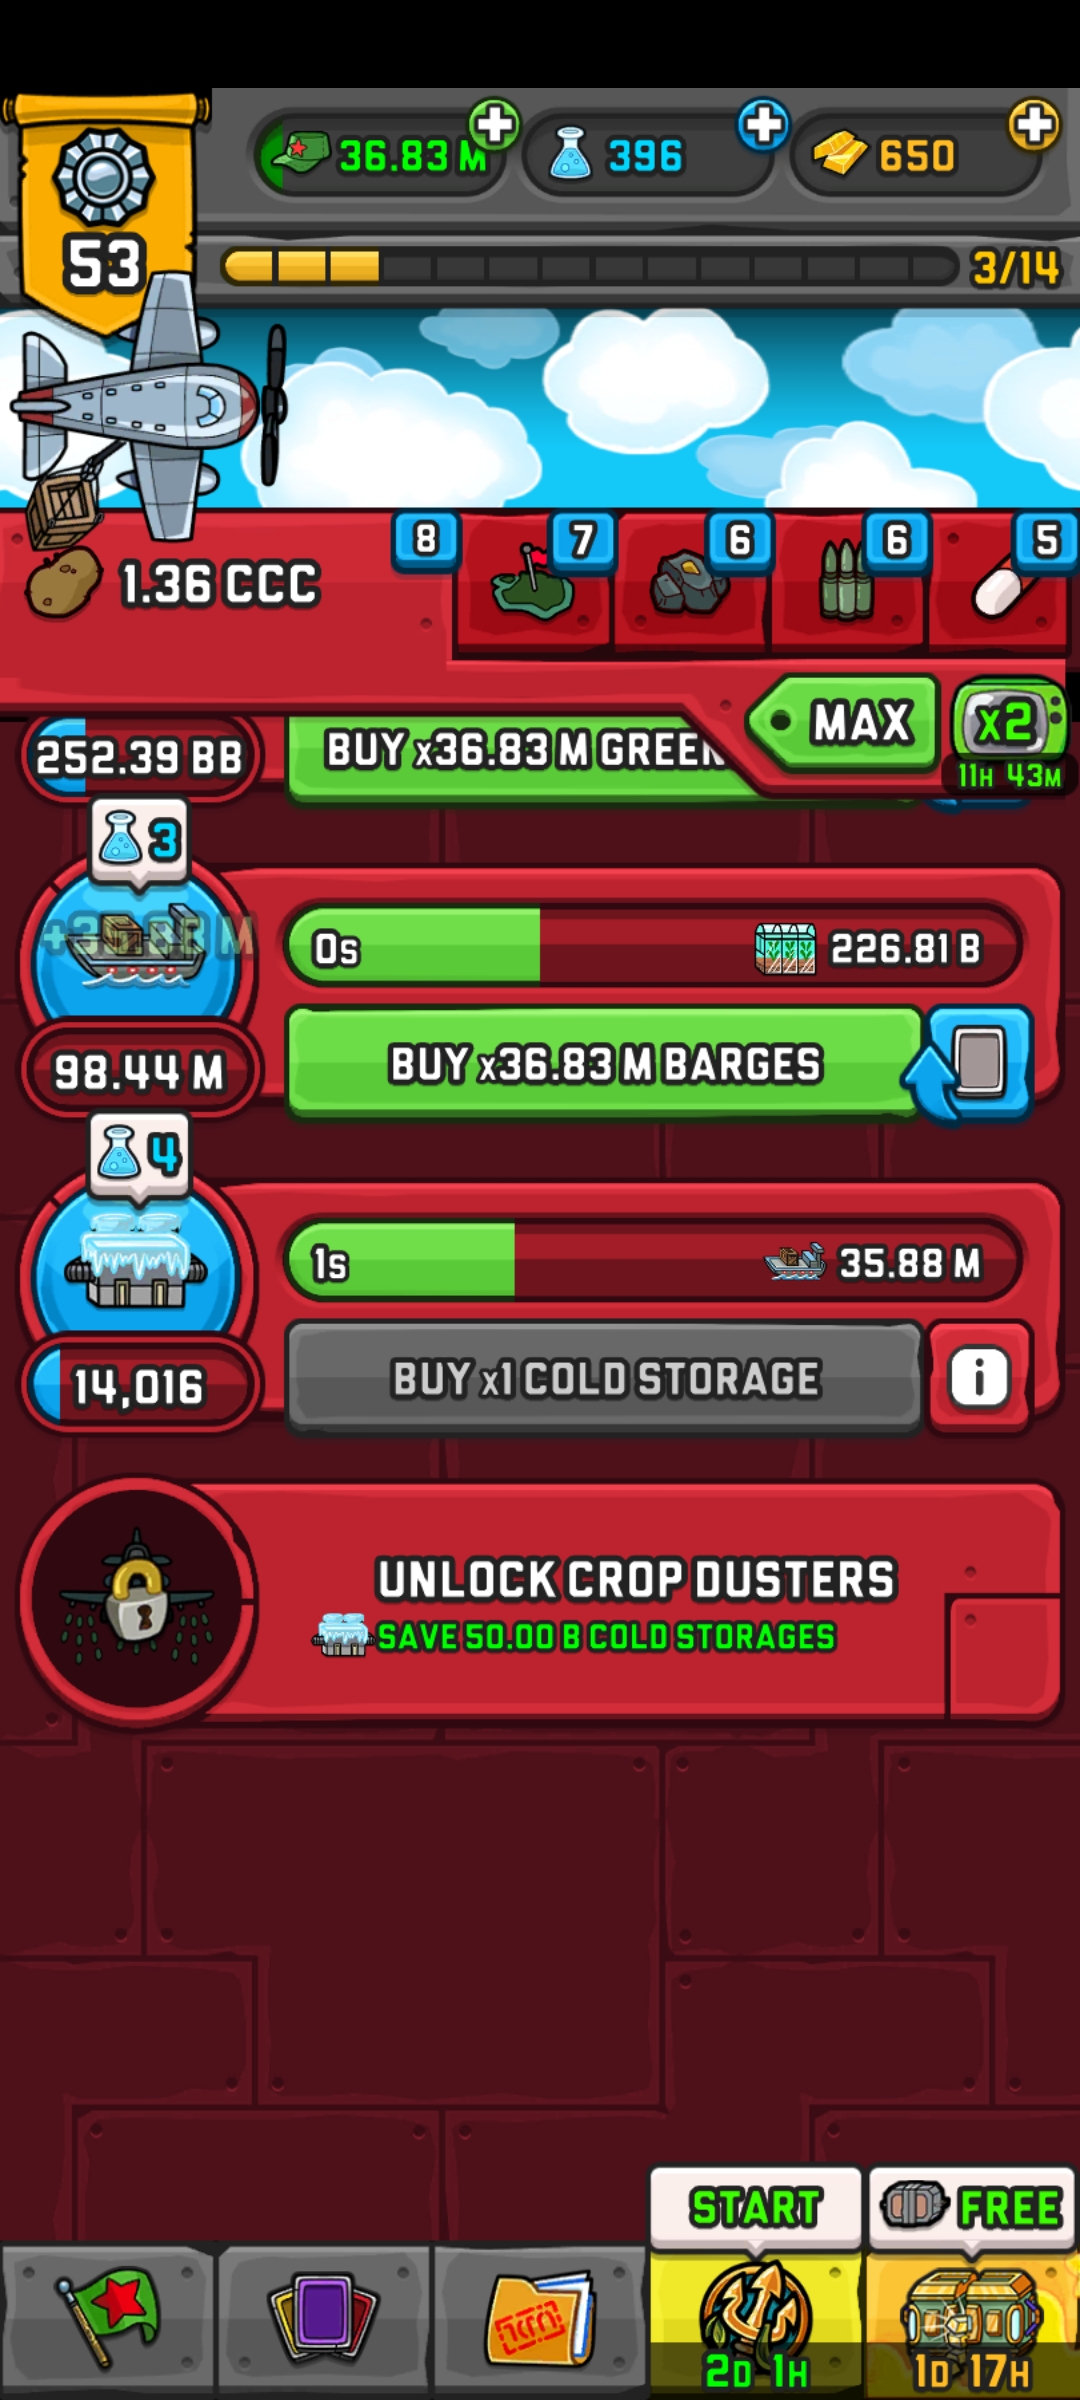 36.83 M
396
650
53
3/14
1.36 CCC
8
7
6
6
5
MAX
x2
11H 43M
252.39 BB
BUY x36.83 M GREEN
3
0s
226.81 B
98.44 M
BUY x36.83 M BARGES
4
1s
35.88 M
14,016
BUY x1 COLD STORAGE
i
UNLOCK CROP DUSTERS
SAVE 50.00 B COLD STORAGES
START
FREE
2D 1H
1D 17H